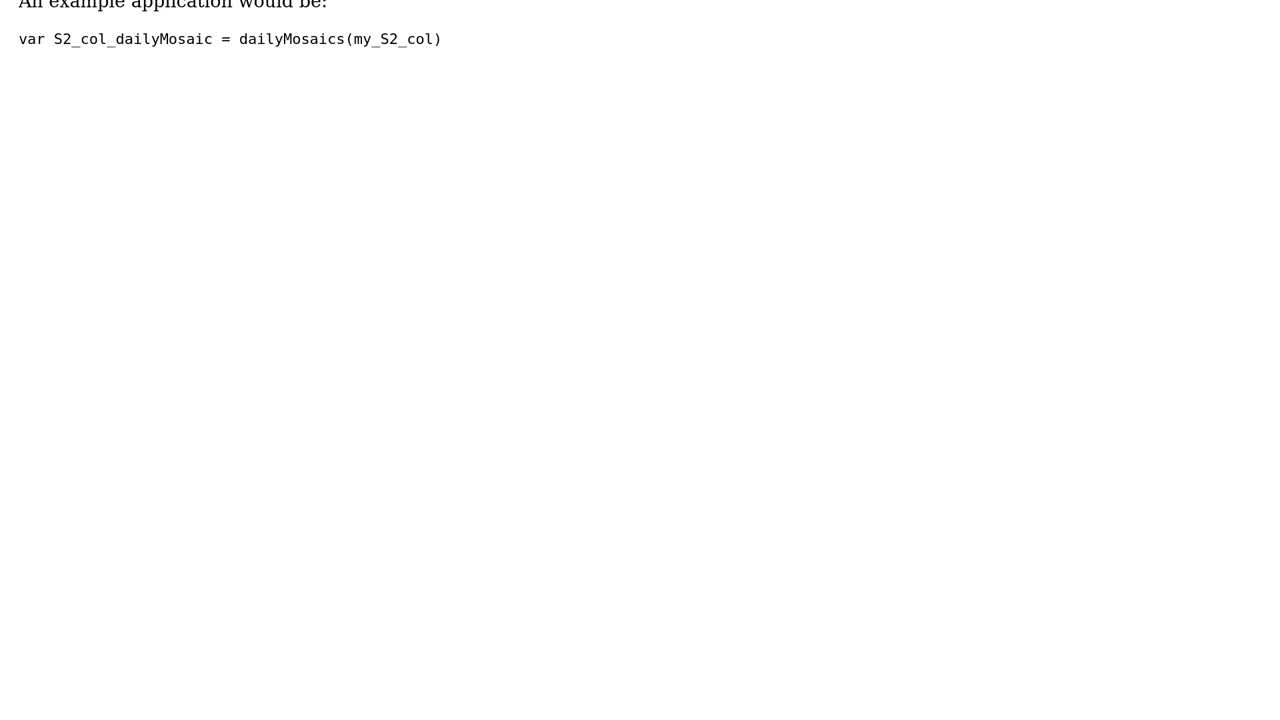 An example application would be:
var S2_col_dailyMosaic = dailyMosaics(my_S2_col)